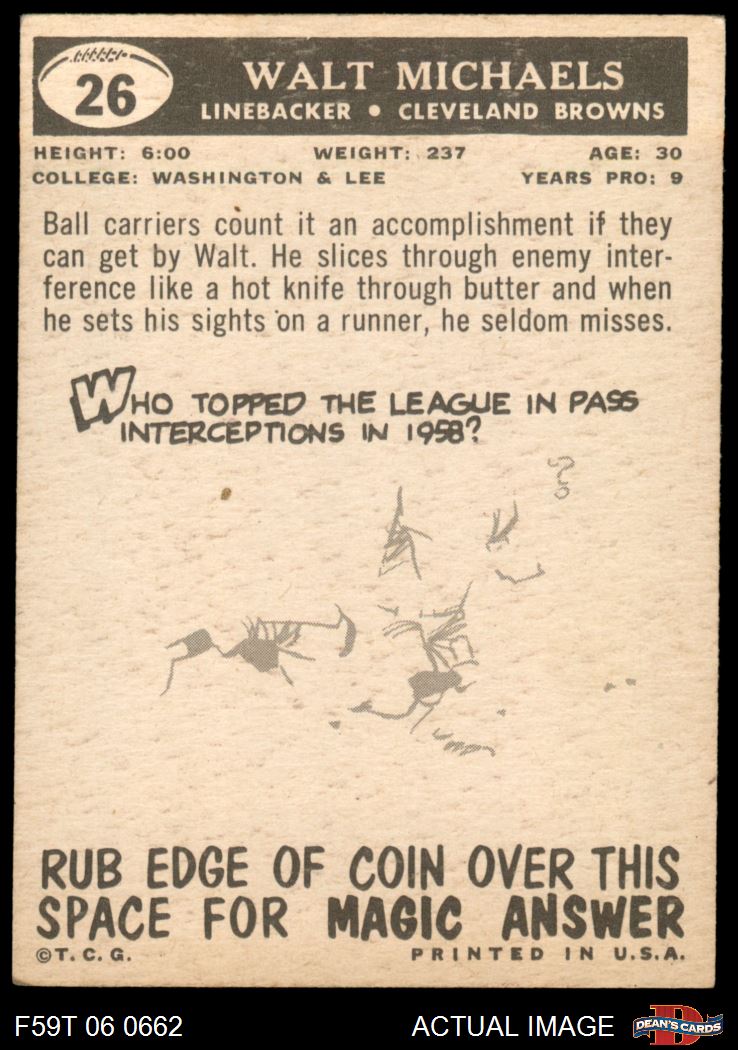 26
WALT MICHAELS
LINEBACKER • CLEVELAND BROWNS
HEIGHT: 6:00 WEIGHT: 237 AGE: 30
COLLEGE: WASHINGTON & LEE YEARS PRO: 9
Ball carriers count it an accomplishment if they
can get by Walt. He slices through enemy inter-
ference like a hot knife through butter and when
he sets his sights on a runner, he seldom misses.
WHO TOPPED THE LEAGUE IN PASS
INTERCEPTIONS IN 1958?
RUB EDGE OF COIN OVER THIS
SPACE FOR MAGIC ANSWER
©T.C.G. PRINTED IN U.S.A.
F59T 06 0662 ACTUAL IMAGE DEAN'S CARDS